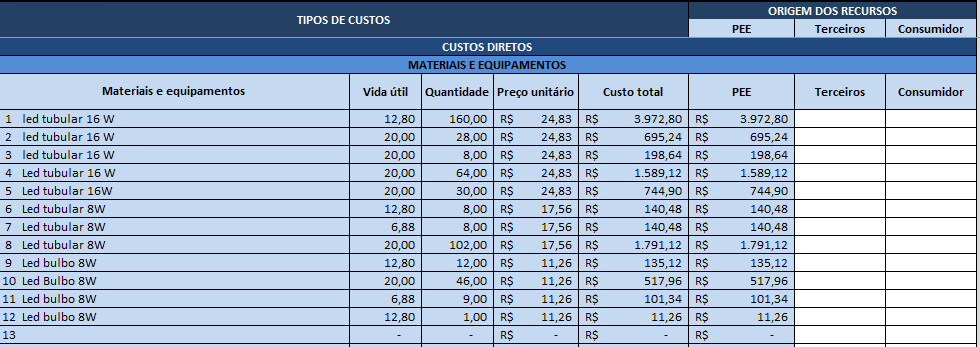 TIPOS DE CUSTOS ORIGEM DOS RECURSOS
PEE Terceiros Consumidor
CUSTOS DIRETOS
MATERIAIS E EQUIPAMENTOS
Materiais e equipamentos Vida útil Quantidade Preço unitário Custo total PEE Terceiros Consumidor
1 led tubular 16 W 12,80 160,00 R$ 24,83 R$ 3.972,80 R$ 3.972,80
2 led tubular 16 W 20,00 28,00 R$ 24,83 R$ 695,24 R$ 695,24
3 led tubular 16 W 20,00 8,00 R$ 24,83 R$ 198,64 R$ 198,64
4 Led tubular 16 W 20,00 64,00 R$ 24,83 R$ 1.589,12 R$ 1.589,12
5 Led tubular 16W 20,00 30,00 R$ 24,83 R$ 744,90 R$ 744,90
6 Led tubular 8W 12,80 8,00 R$ 17,56 R$ 140,48 R$ 140,48
7 Led tubular 8W 6,88 8,00 R$ 17,56 R$ 140,48 R$ 140,48
8 Led tubular 8W 20,00 102,00 R$ 17,56 R$ 1.791,12 R$ 1.791,12
9 Led bulbo 8W 12,80 12,00 R$ 11,26 R$ 135,12 R$ 135,12
10 Led Bulbo 8W 20,00 46,00 R$ 11,26 R$ 517,96 R$ 517,96
11 Led bulbo 8W 6,88 9,00 R$ 11,26 R$ 101,34 R$ 101,34
12 Led bulbo 8W 12,80 1,00 R$ 11,26 R$ 11,26 R$ 11,26
13 - - R$ - R$ - R$ -